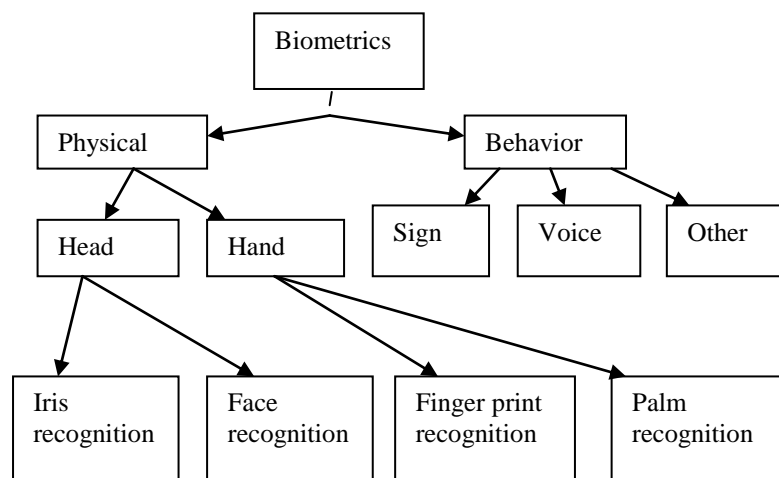 Biometrics
Physical
Behavior
Head
Hand
Sign
Voice
Other
Iris
recognition
Face
recognition
Finger print
recognition
Palm
recognition